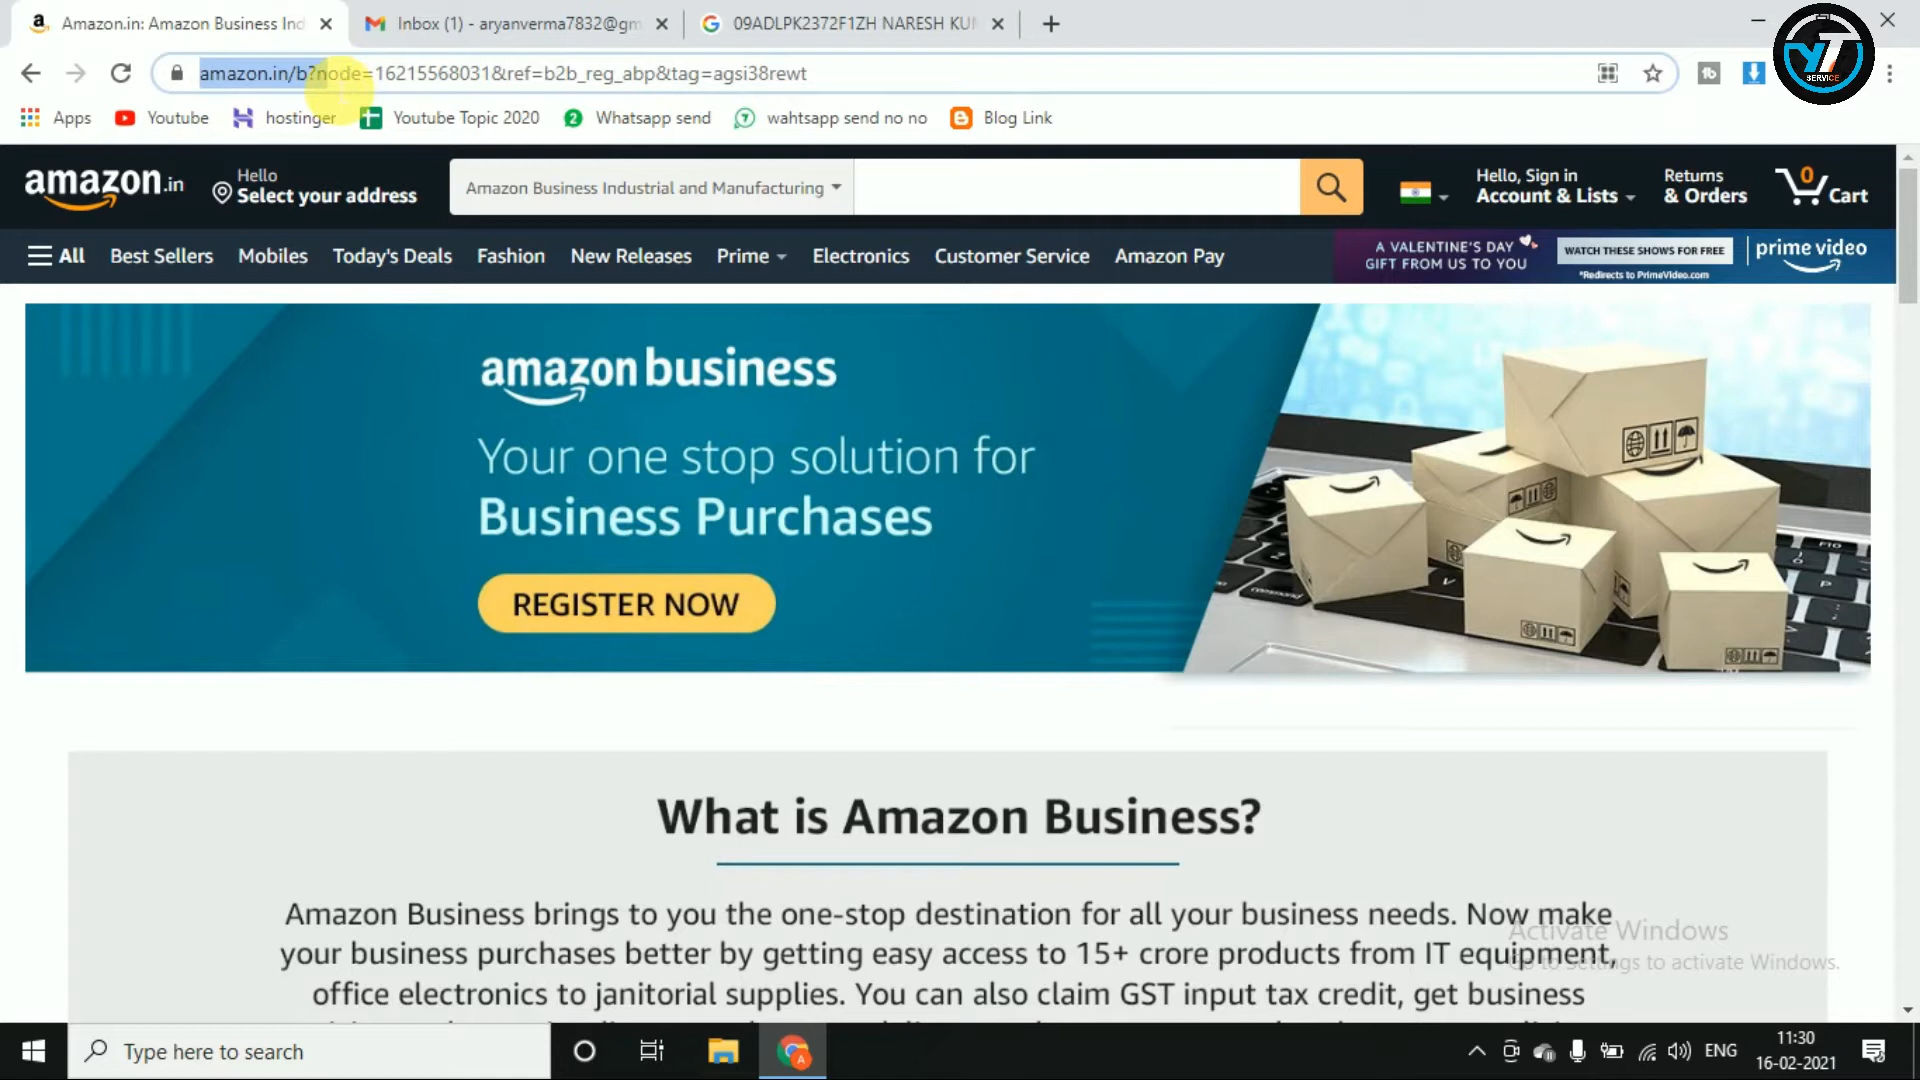 Amazon.in: Amazon Business Ind
Inbox (1) - aryanverma7832@gm
09ADLPK2372F1ZH NARESH KUM
amazon.in/b?node=16215568031&ref=b2b_reg_abp&tag=agsi38rewt
YT
SERVICE
Apps
Youtube
hostinger
Youtube Topic 2020
Whatsapp send
wahtsapp send no no
Blog Link
amazon.in
Hello
Select your address
Amazon Business Industrial and Manufacturing
Hello, Sign in
Account & Lists
Returns
& Orders
0
Cart
All
Best Sellers
Mobiles
Today's Deals
Fashion
New Releases
Prime
Electronics
Customer Service
Amazon Pay
A VALENTINE'S DAY
GIFT FROM US TO YOU
WATCH THESE SHOWS FOR FREE
*Redirects to PrimeVideo.com
prime video
amazon business
Your one stop solution for
Business Purchases
REGISTER NOW
What is Amazon Business?
Amazon Business brings to you the one-stop destination for all your business needs. Now make
your business purchases better by getting easy access to 15+ crore products from IT equipment,
office electronics to janitorial supplies. You can also claim GST input tax credit, get business
Activate Windows
Go to Settings to activate Windows.
Type here to search
ENG
11:30
16-02-2021